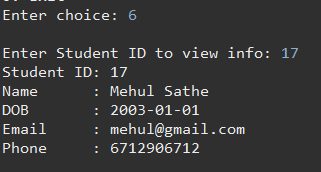 Enter choice: 6
Enter Student ID to view info: 17
Student ID: 17
Name      : Mehul Sathe
DOB       : 2003-01-01
Email     : mehul@gmail.com
Phone     : 6712906712